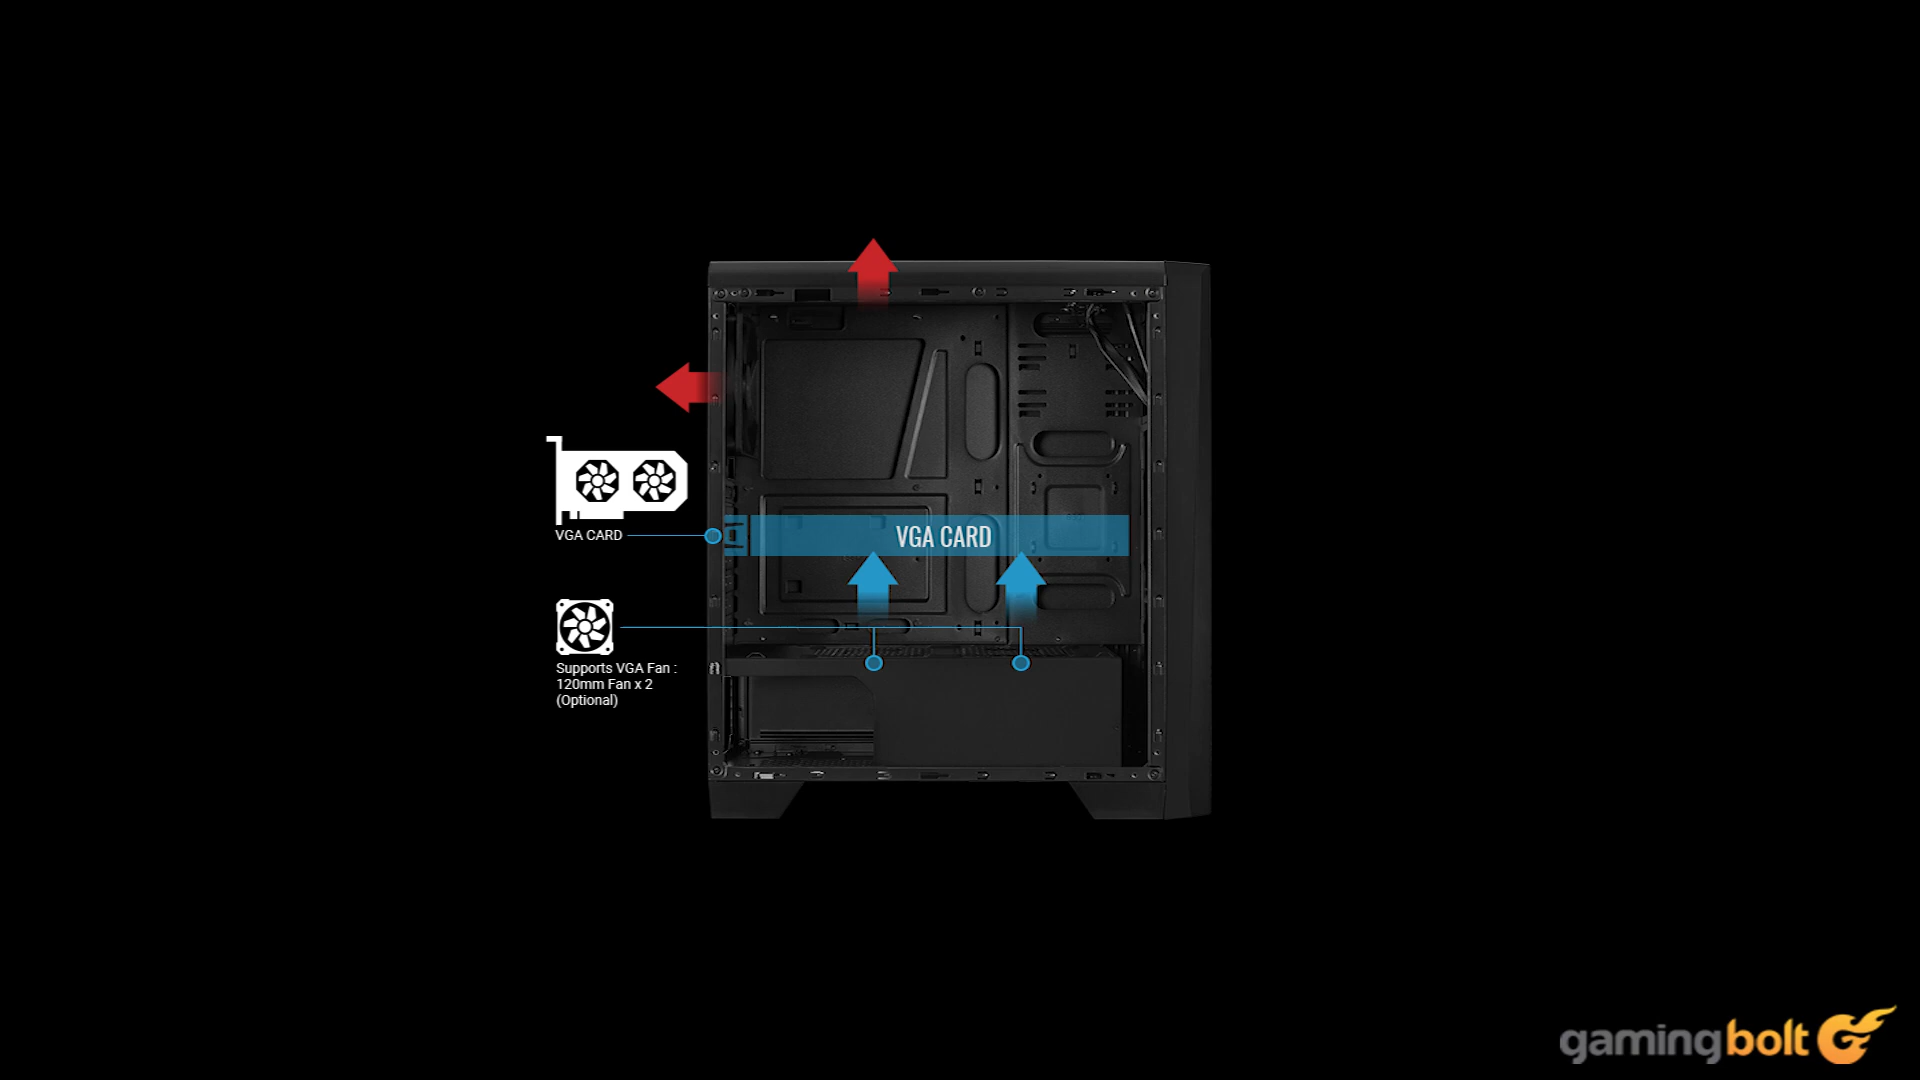 VGA CARD
VGA CARD
Supports VGA Fan :
120mm Fan x 2
(Optional)
gamingbolt